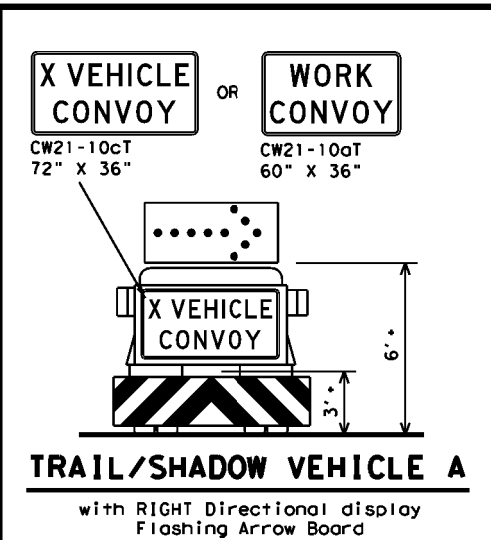 X VEHICLE
CONVOY
OR
WORK
CONVOY
CW21-10cT
72" X 36"
CW21-10aT
60" X 36"
X VEHICLE
CONVOY
6'+
3'+
TRAIL/SHADOW VEHICLE A
with RIGHT Directional display
Flashing Arrow Board